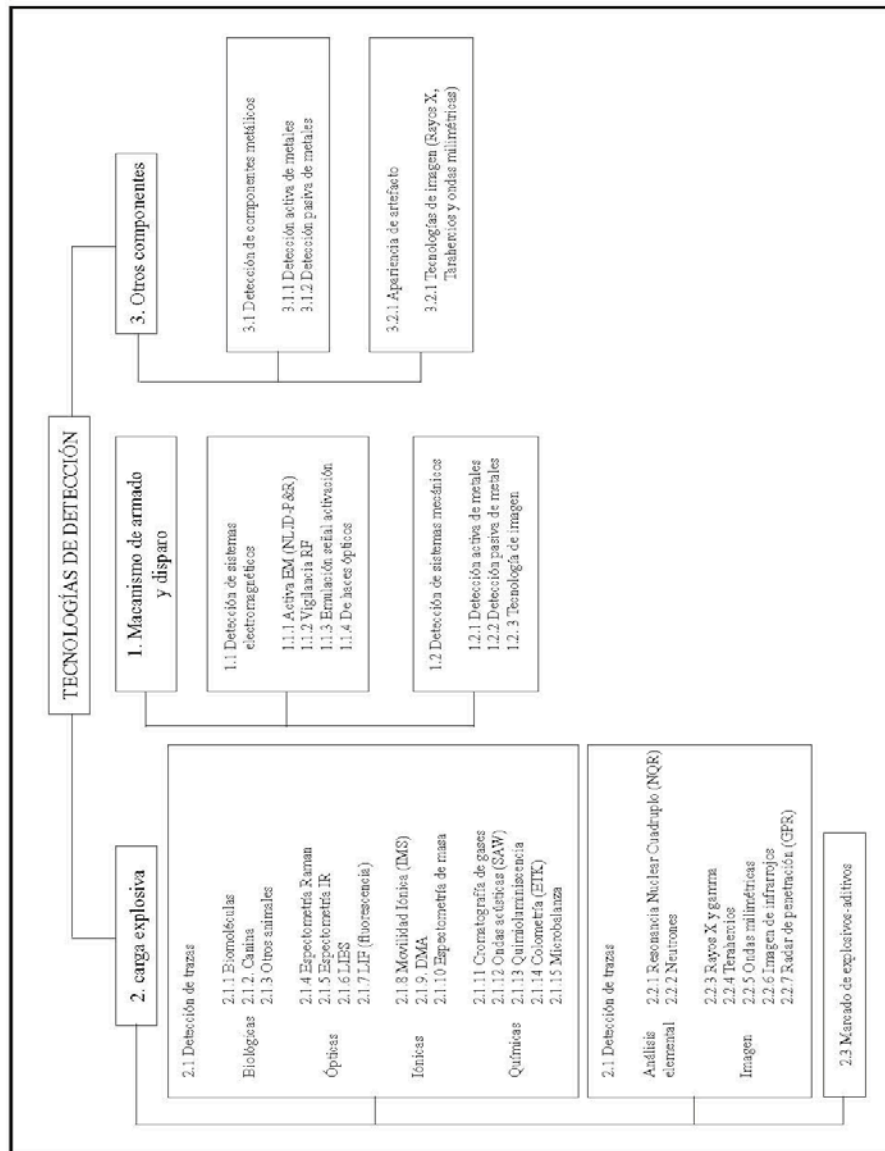 TECNOLOGÍAS DE DETECCIÓN
2. carga explosiva
2.1 Detección de trazas
Biológicas
2.1.1 Biomoléculas
2.1.2. Canina
2.1.3 Otros animales
Ópticas
2.1.4 Espectometría Raman
2.1.5 Espectometría IR
2.1.6 LIBS
2.1.7 LIF (fluorescencia)
Iónicas
2.1.8 Movilidad Iónica (IMS)
2.1.9. DMA
2.1.10 Espectometría de masa
Químicas
2.1.11 Cromatografía de gases
2.1.12 Ondas acústicas (SAW)
2.1.13 Quimioluminiscencia
2.1.14 Colometría (ETK)
2.1.15 Microbalanza
2.1 Detección de trazas
Análisis
elemental
2.2.1 Resonancia Nuclear Cuadruplo (NQR)
2.2.2 Neutrones
Imagen
2.2.3 Rayos X y gamma
2.2.4 Terahercios
2.2.5 Ondas milimétricas
2.2.6 Imagen de infrarrojos
2.2.7 Radar de penetración (GPR)
2.3 Marcado de explosivos-aditivos
1. Macanismo de armado
y disparo
1.1 Detección de sistemas
electromagnéticos
1.1.1 Activa EM (NLJD-P&R)
1.1.2 Vigilancia RF
1.1.3 Emulación señal activación
1.1.4 De haces ópticos
1.2 Detección de sistemas mecánicos
1.2.1 Detección activa de metales
1.2.2 Detección pasiva de metales
1.2.3 Tecnología de imagen
3. Otros componentes
3.1 Detección de componentes metálicos
3.1.1 Detección activa de metales
3.1.2 Detección pasiva de metales
3.2.1 Apariencia de artefacto
3.2.1 Tecnologías de imagen (Rayos X,
Tarahercios y ondas milimétricas)